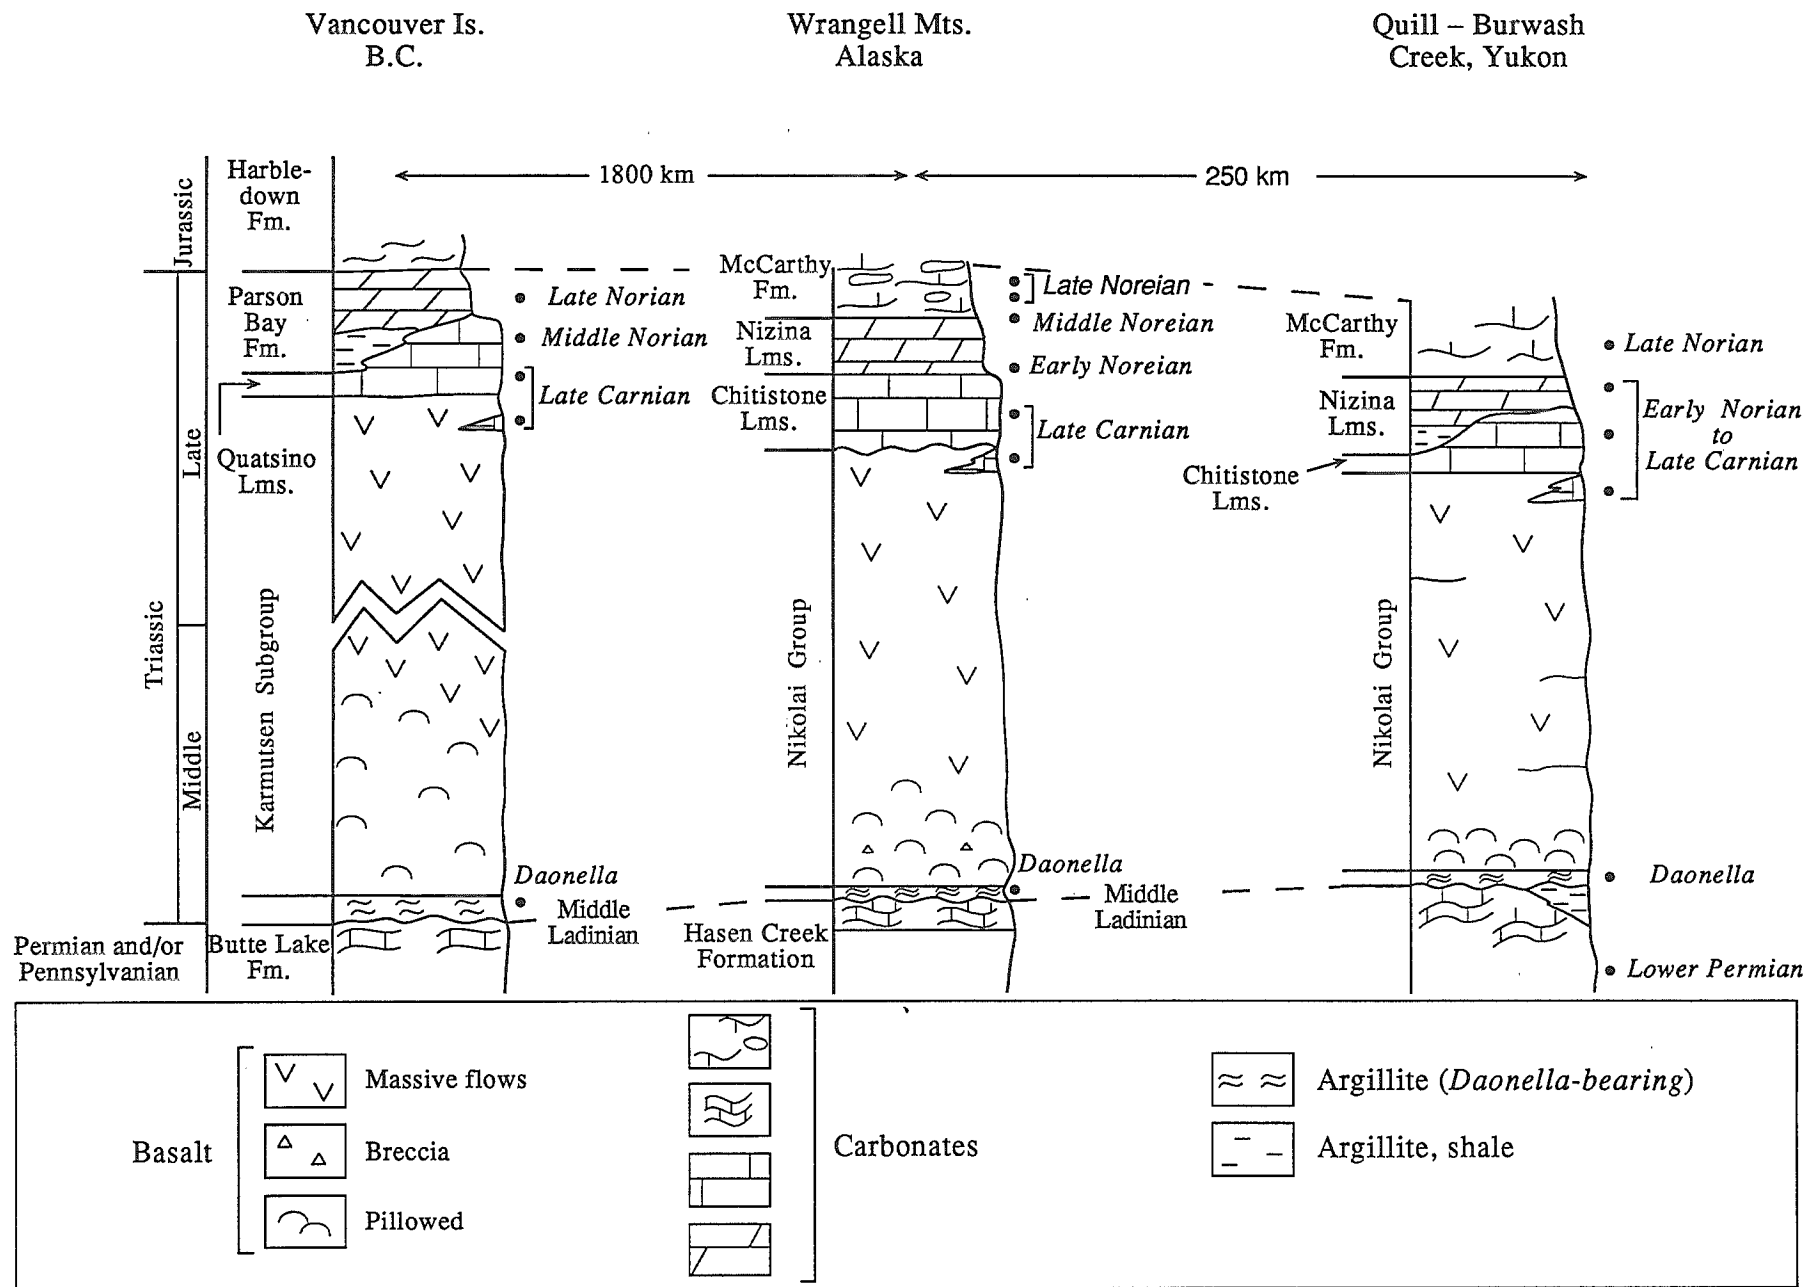 Vancouver Is.
B.C.
Wrangell Mts.
Alaska
Quill – Burwash
Creek, Yukon
1800 km
250 km
Jurassic
Triassic
Late
Middle
Permian and/or
Pennsylvanian
Harble-
down
Fm.
Parson
Bay
Fm.
Quatsino
Lms.
Karmutsen Subgroup
Butte Lake
Fm.
Late Norian
Middle Norian
Late Carnian
Daonella
Middle
Ladinian
McCarthy
Fm.
Nizina
Lms.
Chitistone
Lms.
Nikolai Group
Hasen Creek
Formation
Late Noreian
Middle Noreian
Early Noreian
Late Carnian
Daonella
Middle
Ladinian
McCarthy
Fm.
Nizina
Lms.
Chitistone
Lms.
Nikolai Group
Late Norian
Early Norian
to
Late Carnian
Daonella
Lower Permian
Basalt
Massive flows
Breccia
Pillowed
Carbonates
Argillite (Daonella-bearing)
Argillite, shale